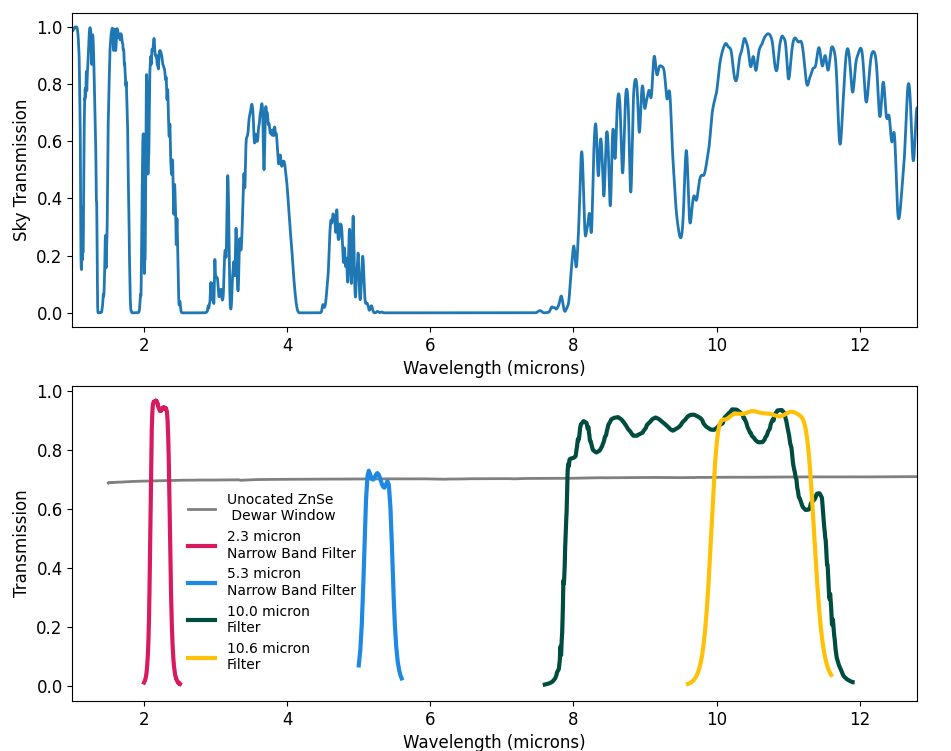 1.0
0.8
0.6
0.4
0.2
0.0
Sky Transmission
2 4 6 8 10 12
Wavelength (microns)
1.0
0.8
0.6
0.4
0.2
0.0
Transmission
Unocated ZnSe
Dewar Window
2.3 micron
Narrow Band Filter
5.3 micron
Narrow Band Filter
10.0 micron
Filter
10.6 micron
Filter
2 4 6 8 10 12
Wavelength (microns)